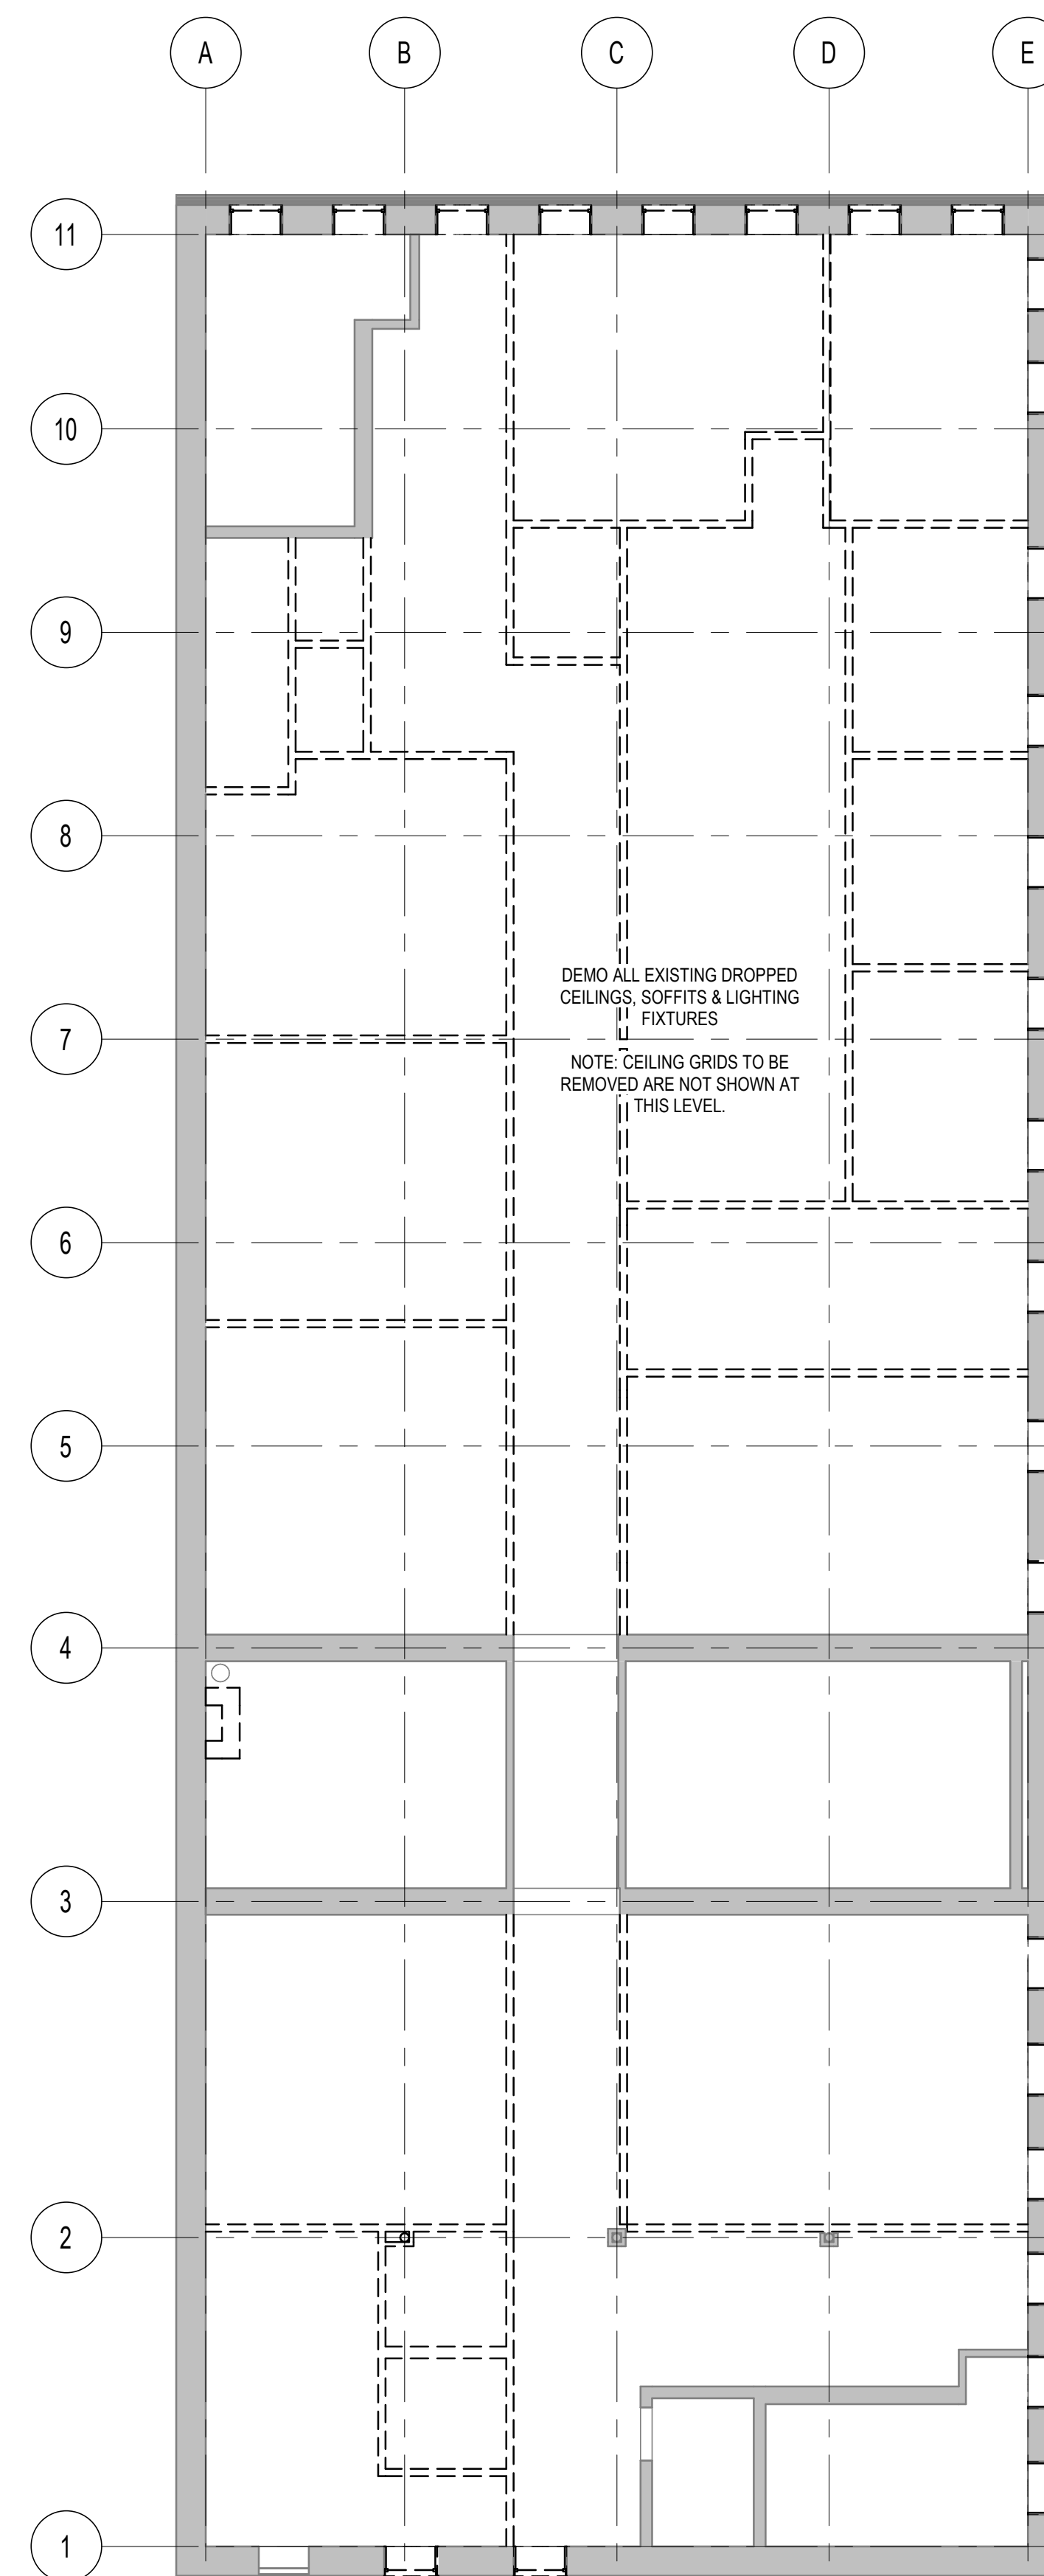 A B C D E
11
10
9
8
DEMO ALL EXISTING DROPPED
CEILINGS, SOFFITS & LIGHTING
FIXTURES
7
NOTE: CEILING GRIDS TO BE
REMOVED ARE NOT SHOWN AT
THIS LEVEL.
6
5
4
3
2
1